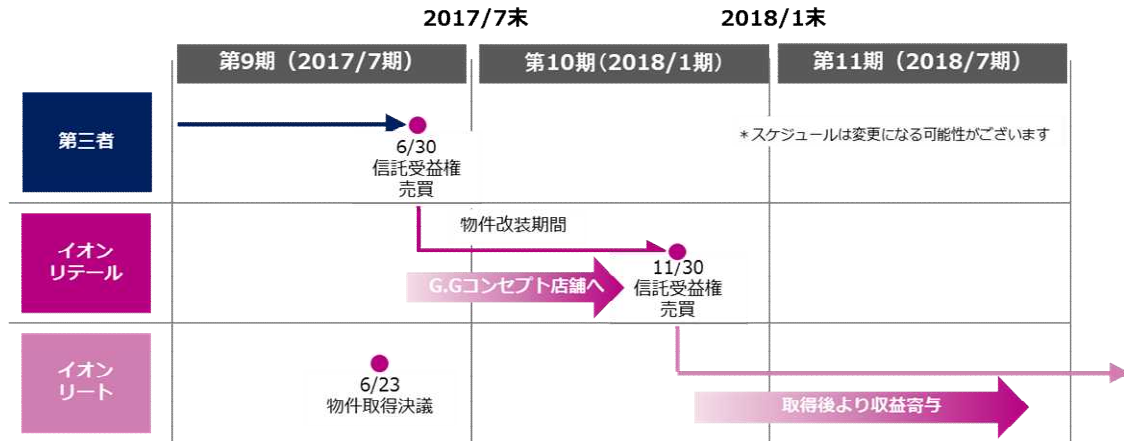 2017/7末
2018/1末
第9期（2017/7期）
第10期（2018/1期）
第11期（2018/7期）
第三者
6/30
信託受益権
売買
＊スケジュールは変更になる可能性がございます
イオン
リテール
物件改装期間
G.Gコンセプト店舗へ
11/30
信託受益権
売買
イオン
リート
6/23
物件取得決議
取得後より収益寄与